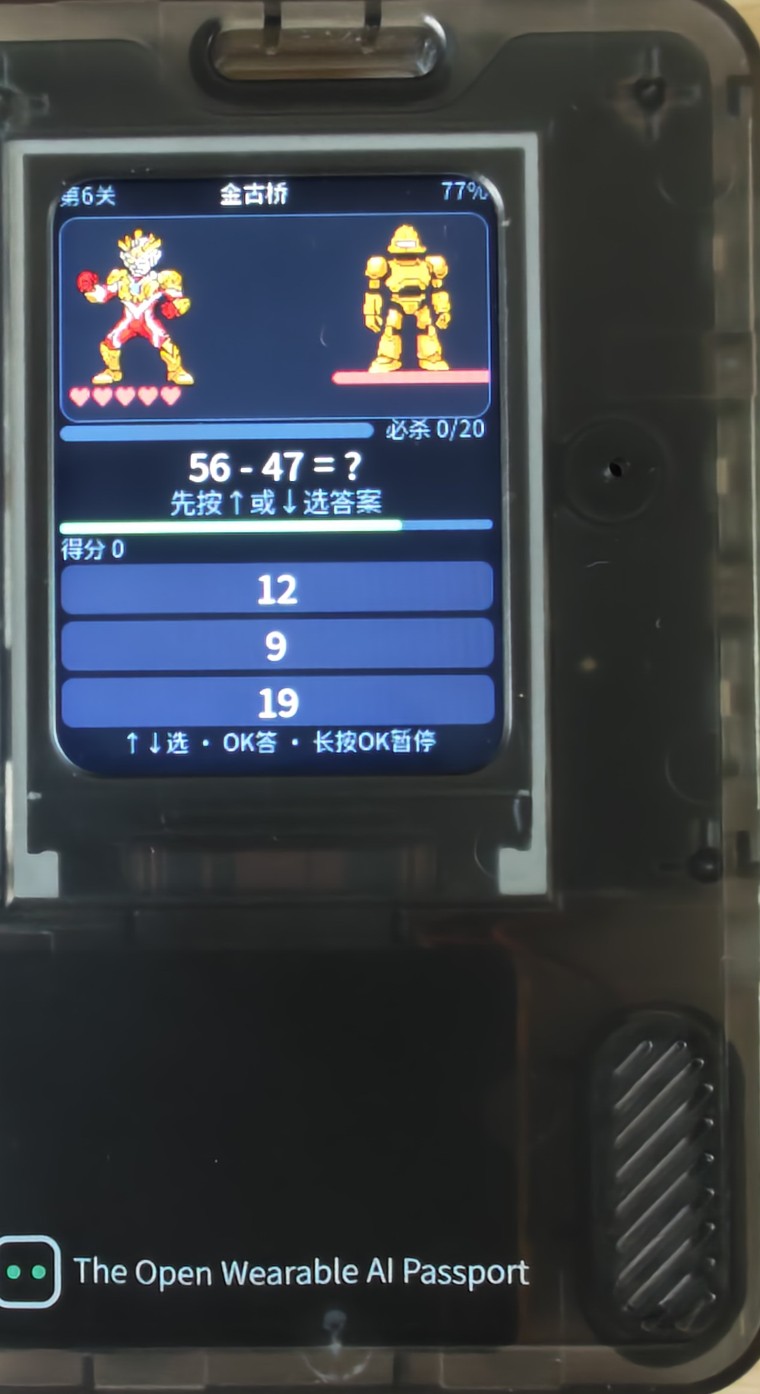 第6关 金古桥 77%
必杀 0/20
56 - 47 = ?
先按↑或↓选答案
得分 0
12
9
19
↑↓选 · OK答 · 长按OK暂停
The Open Wearable AI Passport